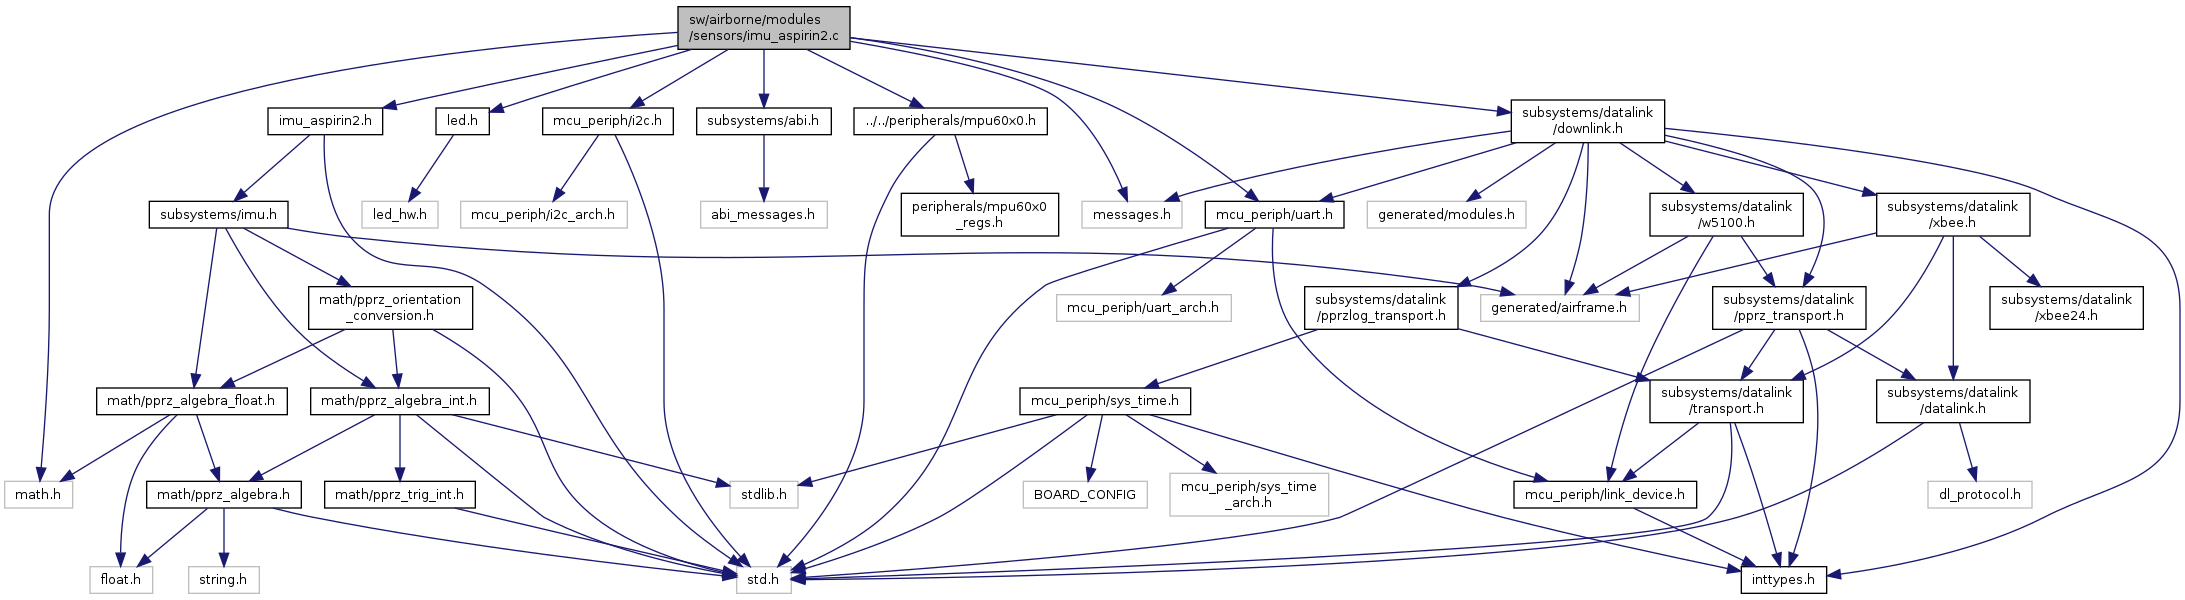 sw/airborne/modules
/sensors/imu_aspirin2.c
imu_aspirin2.h
led.h
mcu_periph/i2c.h
subsystems/abi.h
../../peripherals/mpu60x0.h
subsystems/datalink
/downlink.h
subsystems/imu.h
led_hw.h
mcu_periph/i2c_arch.h
abi_messages.h
peripherals/mpu60x0
_regs.h
messages.h
mcu_periph/uart.h
generated/modules.h
subsystems/datalink
/w5100.h
subsystems/datalink
/xbee.h
math/pprz_orientation
_conversion.h
mcu_periph/uart_arch.h
subsystems/datalink
/pprzlog_transport.h
generated/airframe.h
subsystems/datalink
/pprz_transport.h
subsystems/datalink
/xbee24.h
math/pprz_algebra_float.h
math/pprz_algebra_int.h
mcu_periph/sys_time.h
subsystems/datalink
/transport.h
subsystems/datalink
/datalink.h
math.h
math/pprz_algebra.h
math/pprz_trig_int.h
stdlib.h
BOARD_CONFIG
mcu_periph/sys_time
_arch.h
mcu_periph/link_device.h
dl_protocol.h
float.h
string.h
std.h
inttypes.h